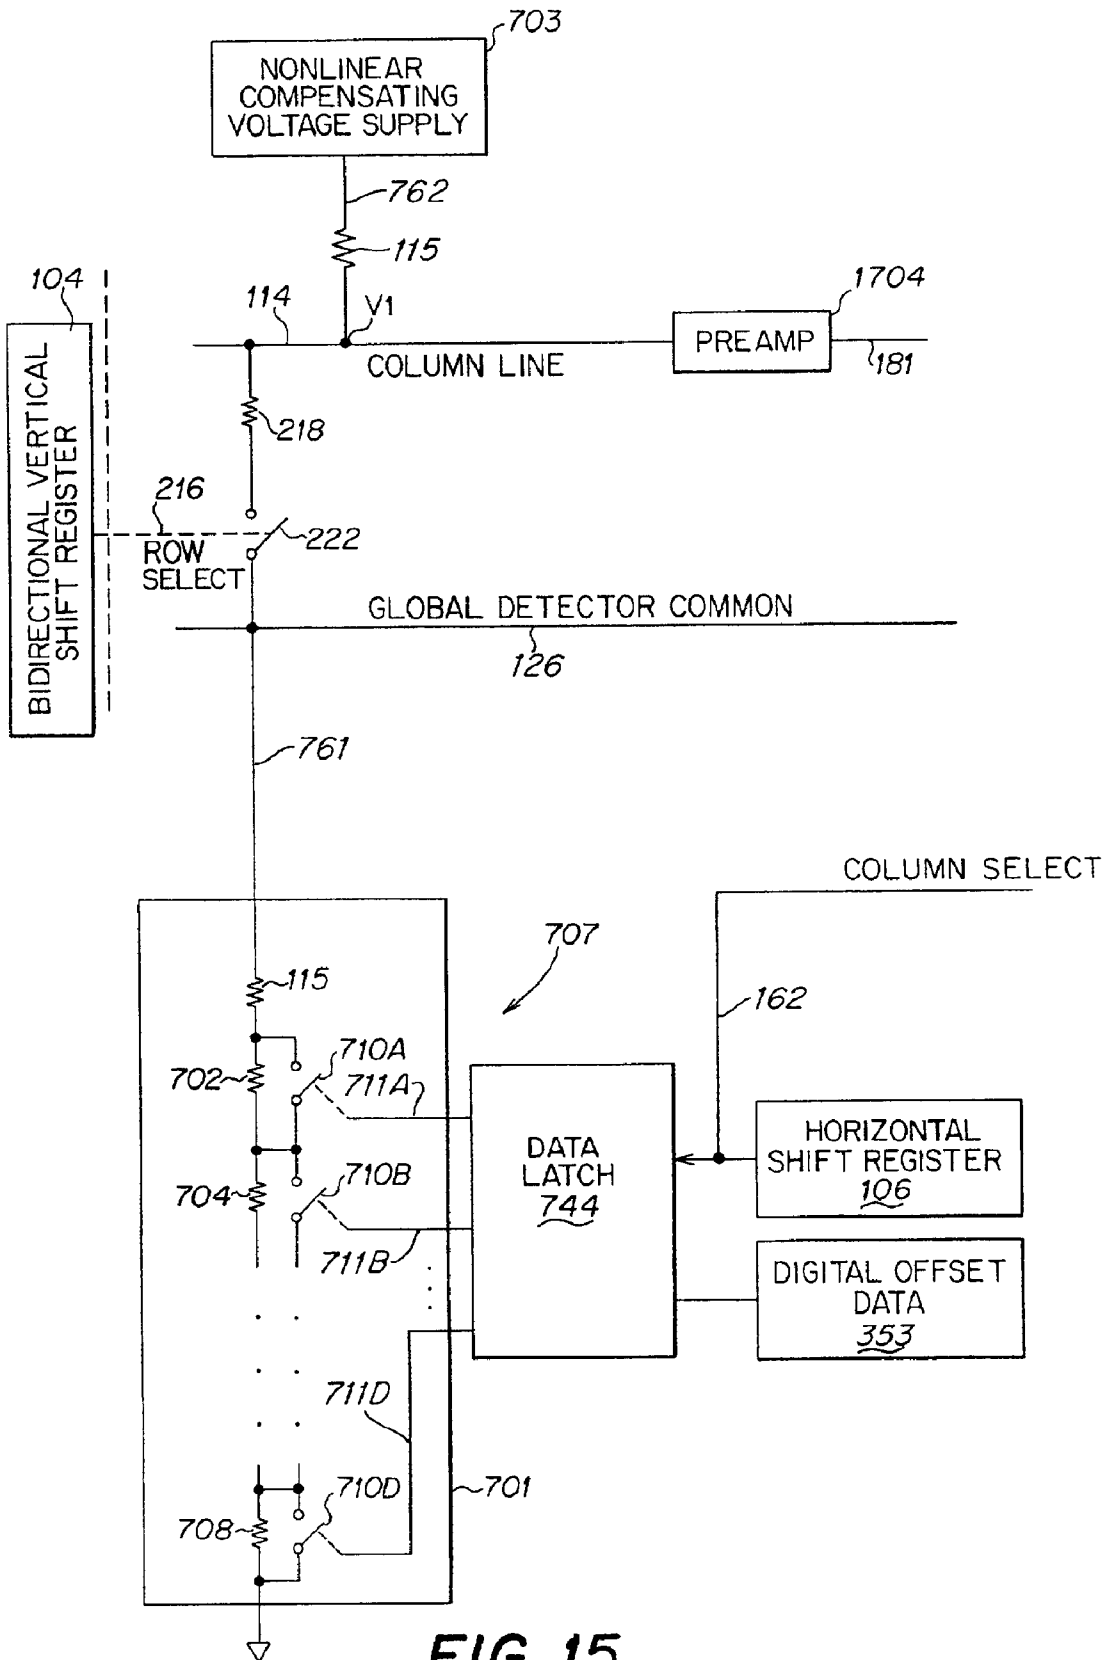 703
NONLINEAR
COMPENSATING
VOLTAGE SUPPLY
762
115
104
114
V1
1704
PREAMP
181
COLUMN LINE
BIDIRECTIONAL VERTICAL
SHIFT REGISTER
218
216
222
ROW
SELECT
GLOBAL DETECTOR COMMON
126
761
COLUMN SELECT
707
115
162
710A
702
711A
DATA
LATCH
744
HORIZONTAL
SHIFT REGISTER
106
704
710B
711B
DIGITAL OFFSET
DATA
353
711D
710D
701
708
FIG. 15